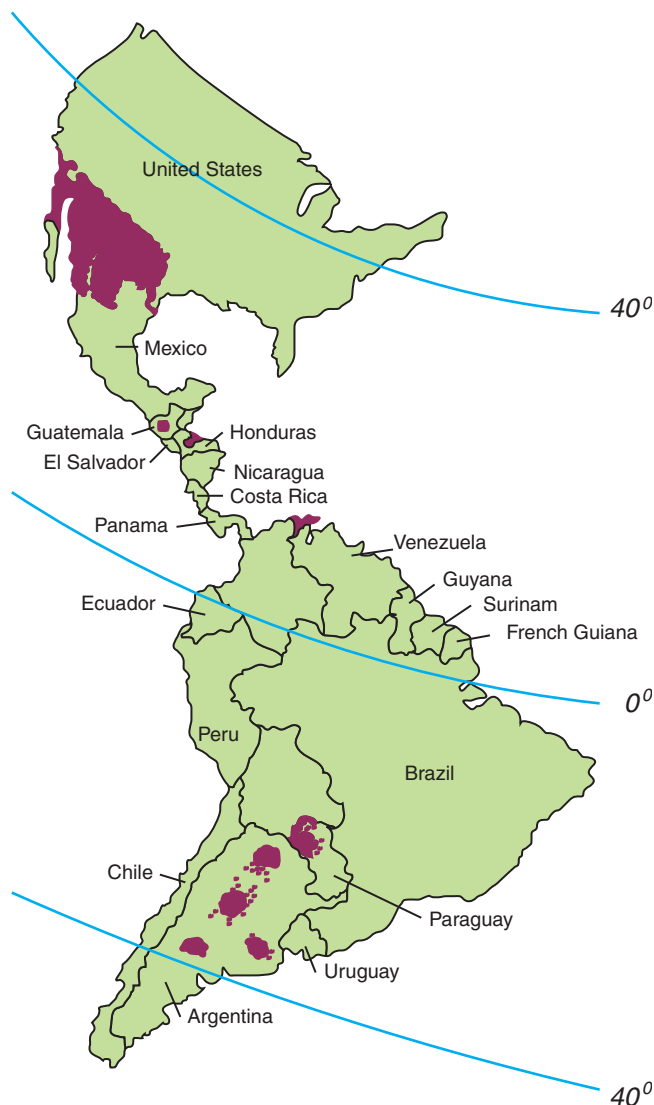 United States
40⁰
Mexico
Guatemala
Honduras
El Salvador
Nicaragua
Costa Rica
Panama
Venezuela
Guyana
Ecuador
Surinam
French Guiana
0⁰
Peru
Brazil
Chile
Paraguay
Uruguay
Argentina
40⁰